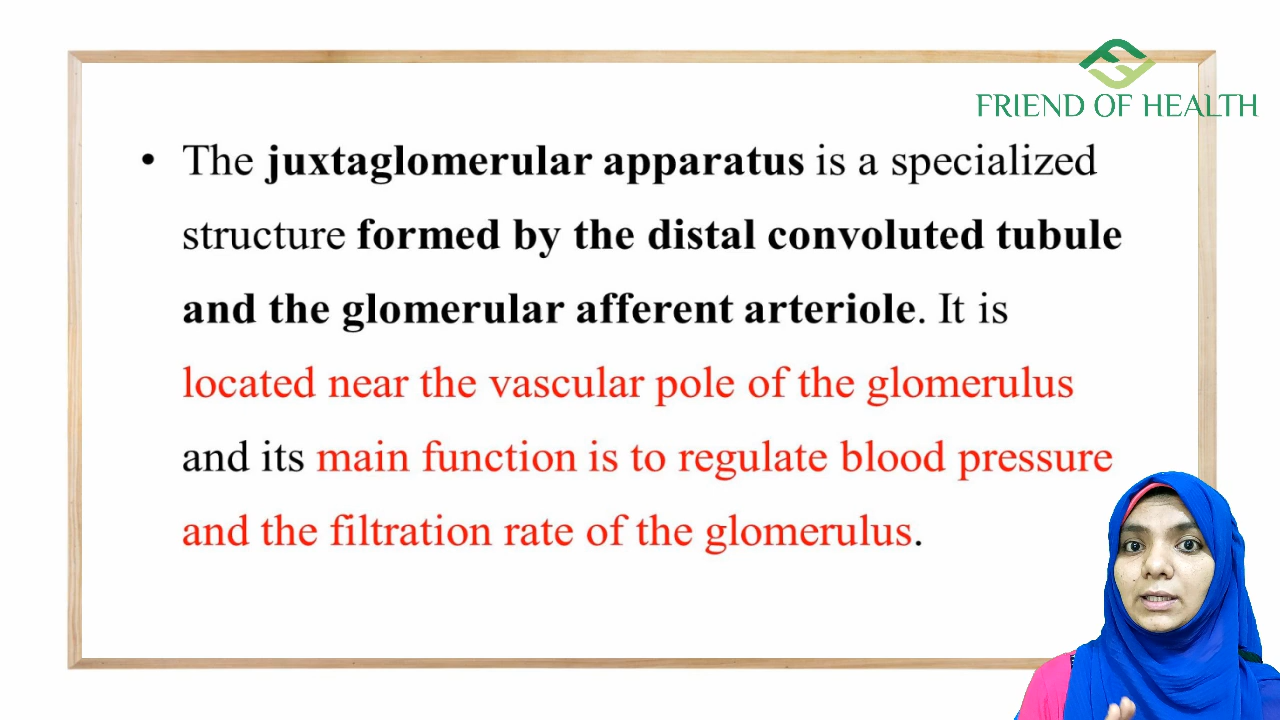 FRIEND OF HEALTH
• The juxtaglomerular apparatus is a specialized
structure formed by the distal convoluted tubule
and the glomerular afferent arteriole. It is
located near the vascular pole of the glomerulus
and its main function is to regulate blood pressure
and the filtration rate of the glomerulus.